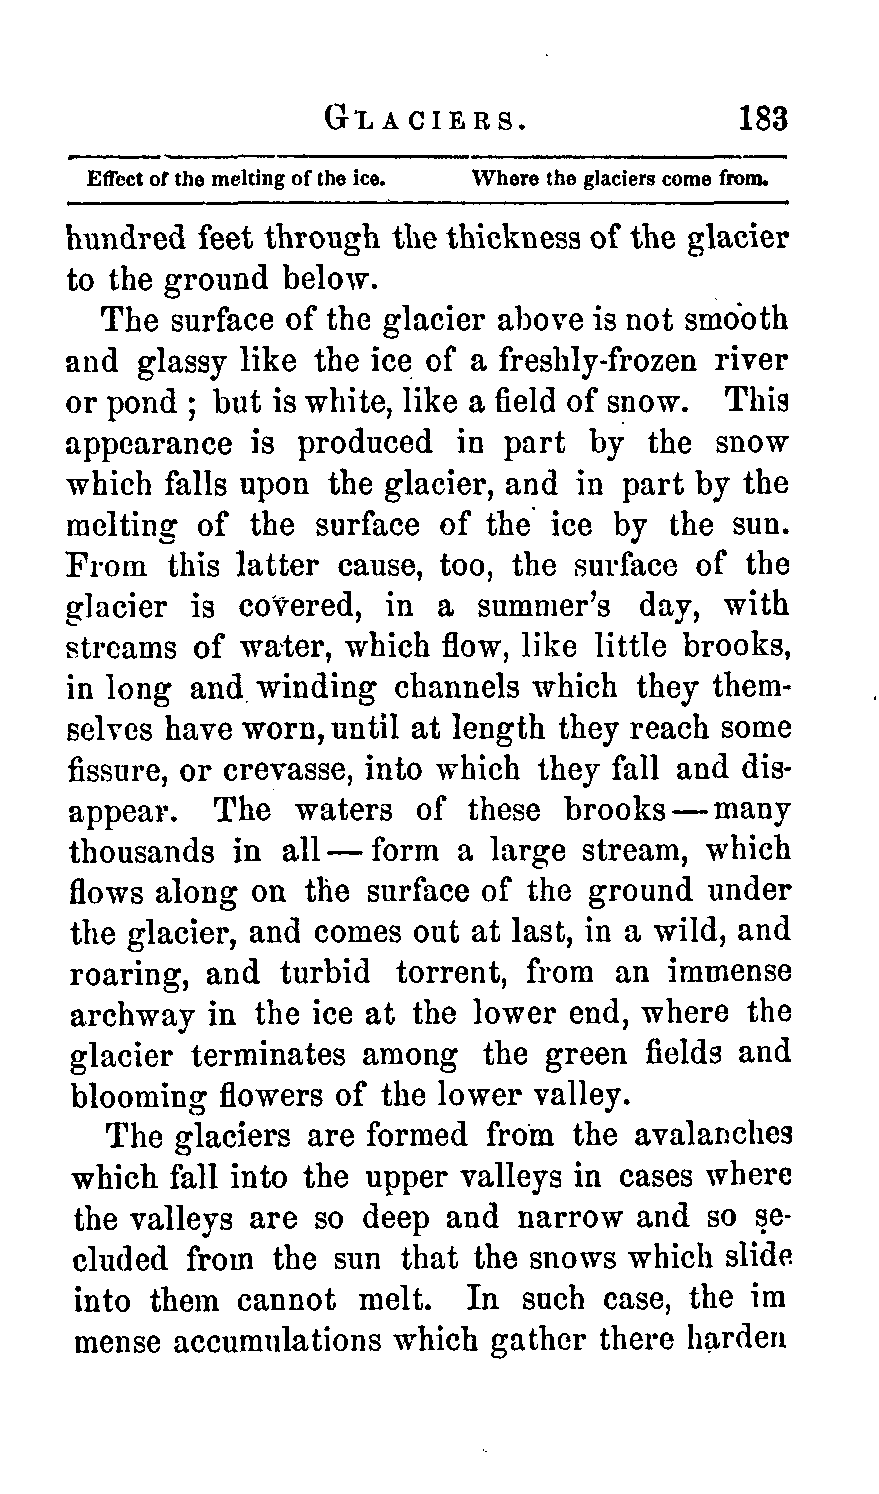 GLACIERS. 183
Effect of the melting of the ice. Where the glaciers come from.
hundred feet through the thickness of the glacier
to the ground below.
The surface of the glacier above is not smooth
and glassy like the ice of a freshly-frozen river
or pond ; but is white, like a field of snow. This
appearance is produced in part by the snow
which falls upon the glacier, and in part by the
melting of the surface of the ice by the sun.
From this latter cause, too, the surface of the
glacier is covered, in a summer's day, with
streams of water, which flow, like little brooks,
in long and winding channels which they them-
selves have worn, until at length they reach some
fissure, or crevasse, into which they fall and dis-
appear. The waters of these brooks — many
thousands in all — form a large stream, which
flows along on the surface of the ground under
the glacier, and comes out at last, in a wild, and
roaring, and turbid torrent, from an immense
archway in the ice at the lower end, where the
glacier terminates among the green fields and
blooming flowers of the lower valley.
The glaciers are formed from the avalanches
which fall into the upper valleys in cases where
the valleys are so deep and narrow and so se-
cluded from the sun that the snows which slide
into them cannot melt. In such case, the im
mense accumulations which gather there harden